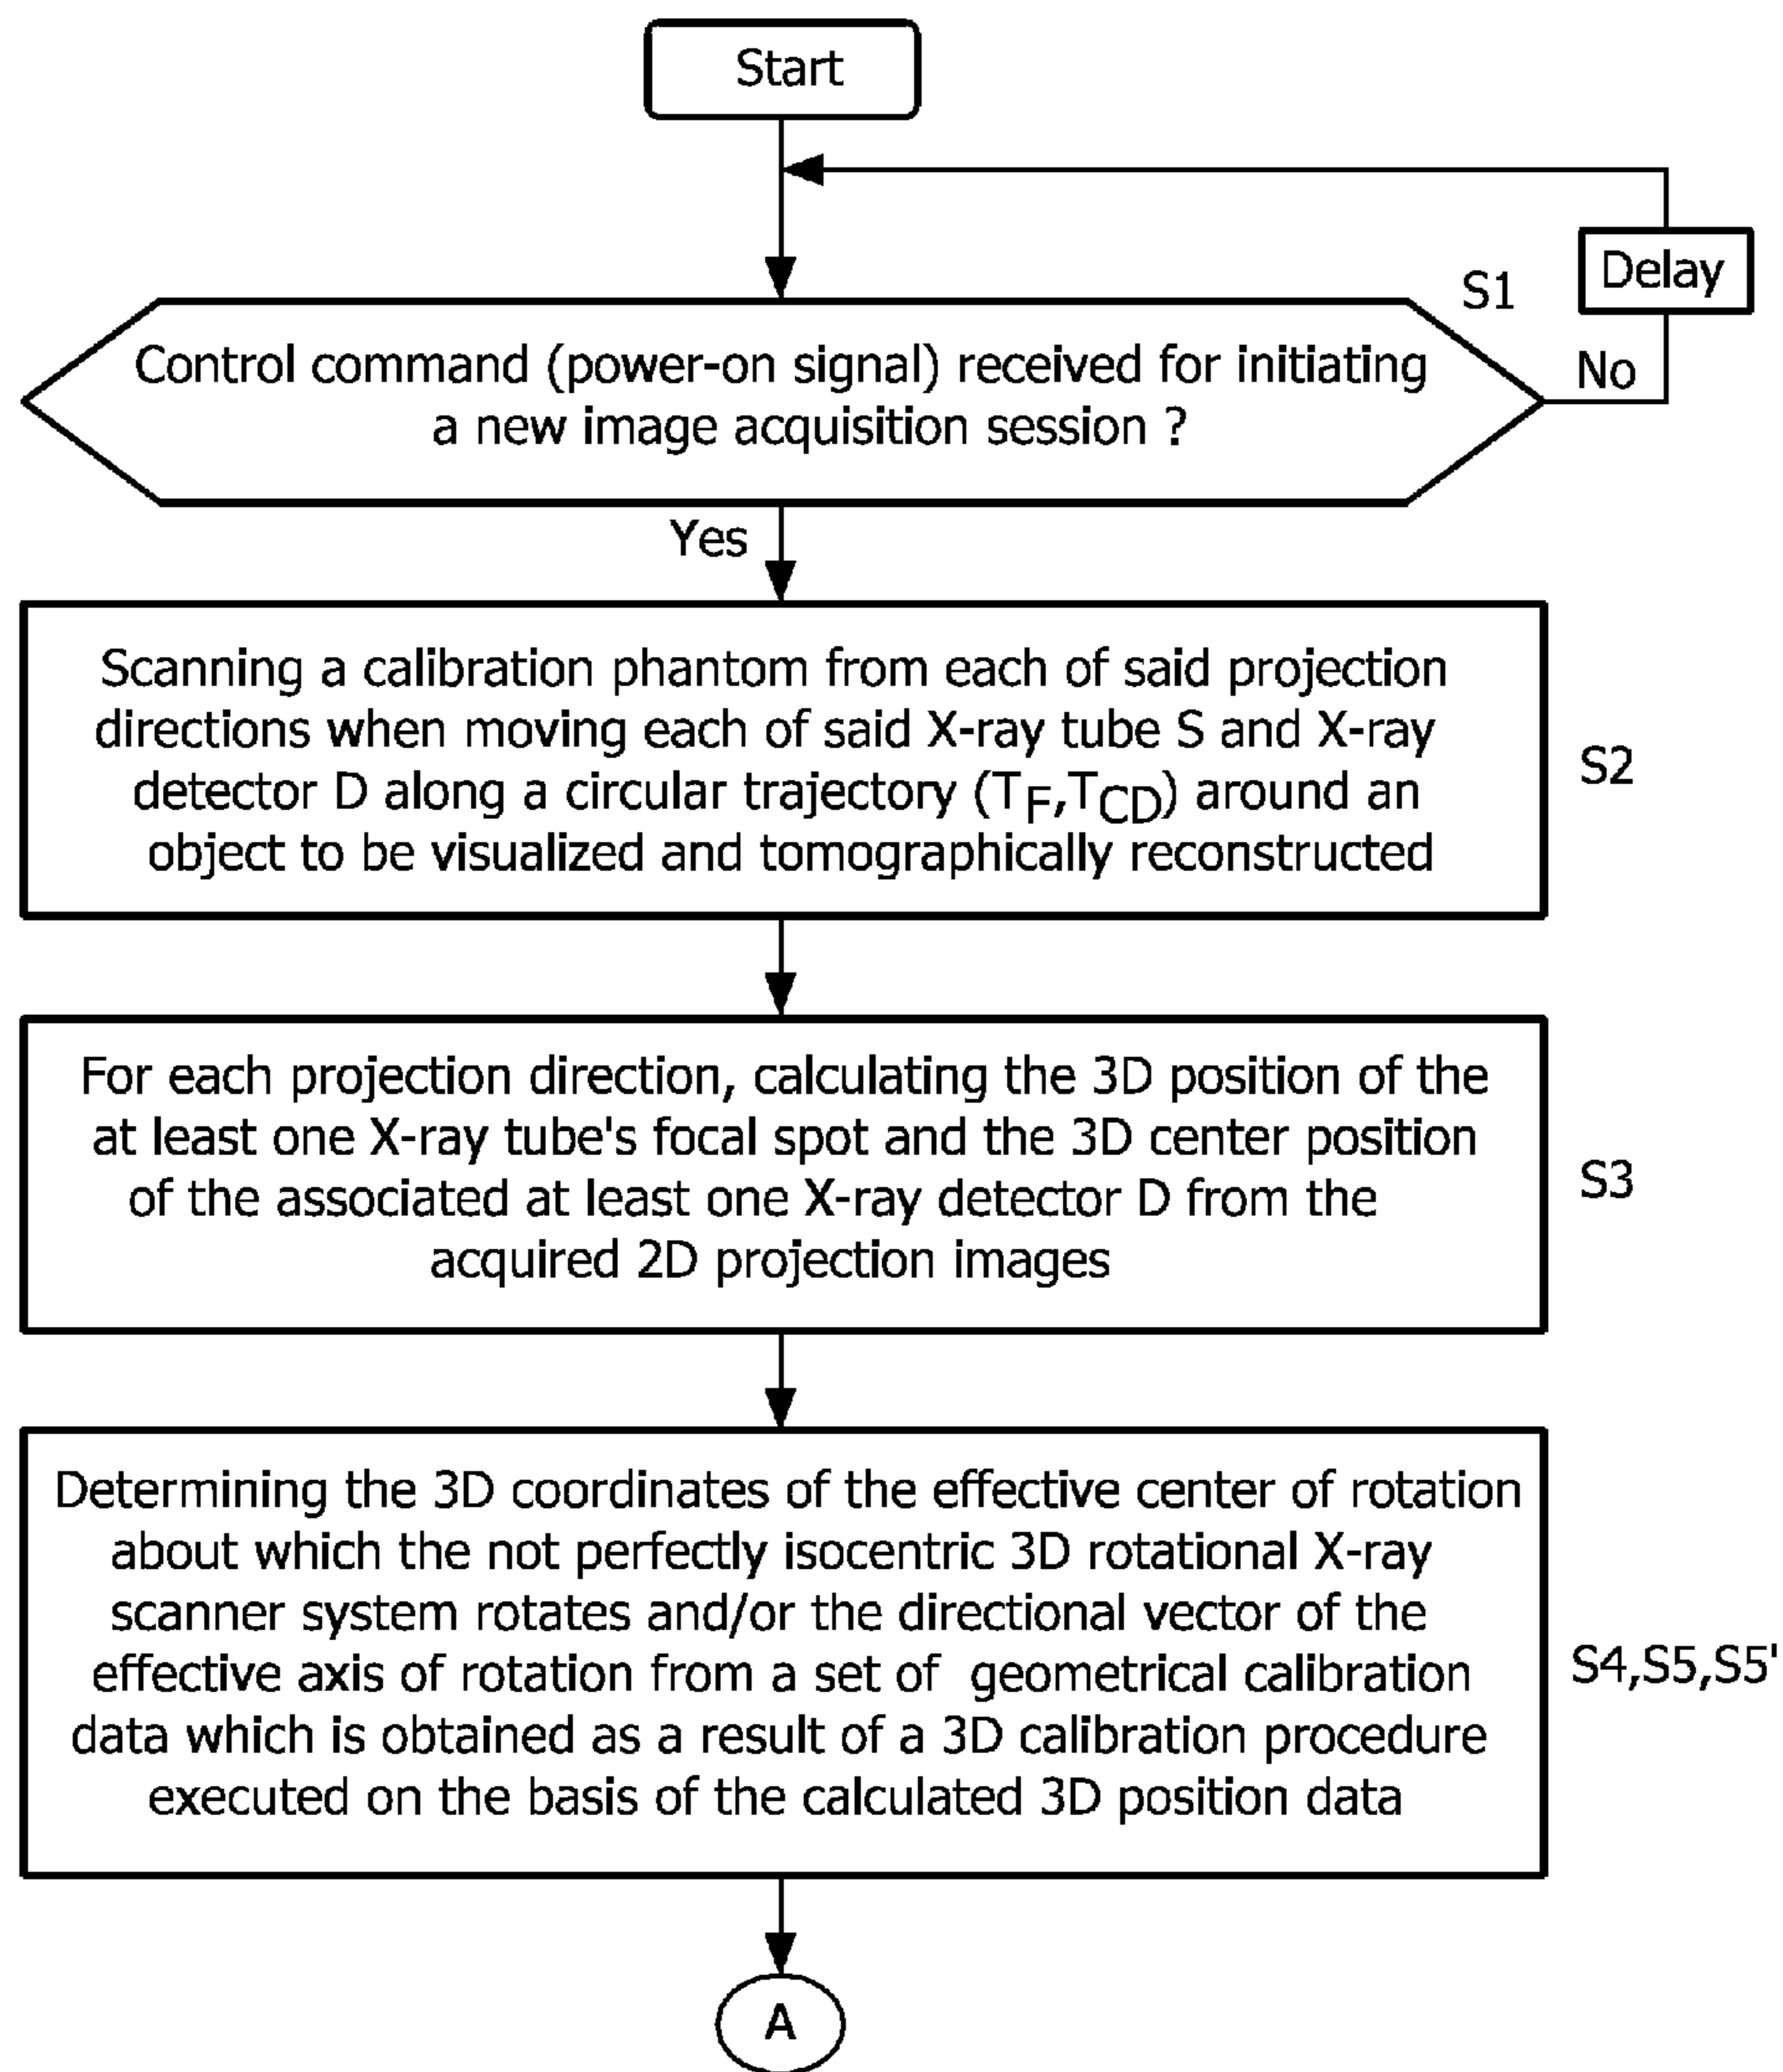 Start
Delay
S1
Control command (power-on signal) received for initiating
a new image acquisition session ?
No
Yes
Scanning a calibration phantom from each of said projection
directions when moving each of said X-ray tube S and X-ray
detector D along a circular trajectory (TF,TCD) around an
object to be visualized and tomographically reconstructed
S2
For each projection direction, calculating the 3D position of the
at least one X-ray tube's focal spot and the 3D center position
of the associated at least one X-ray detector D from the
acquired 2D projection images
S3
Determining the 3D coordinates of the effective center of rotation
about which the not perfectly isocentric 3D rotational X-ray
scanner system rotates and/or the directional vector of the
effective axis of rotation from a set of geometrical calibration
data which is obtained as a result of a 3D calibration procedure
executed on the basis of the calculated 3D position data
S4,S5,S5'
A